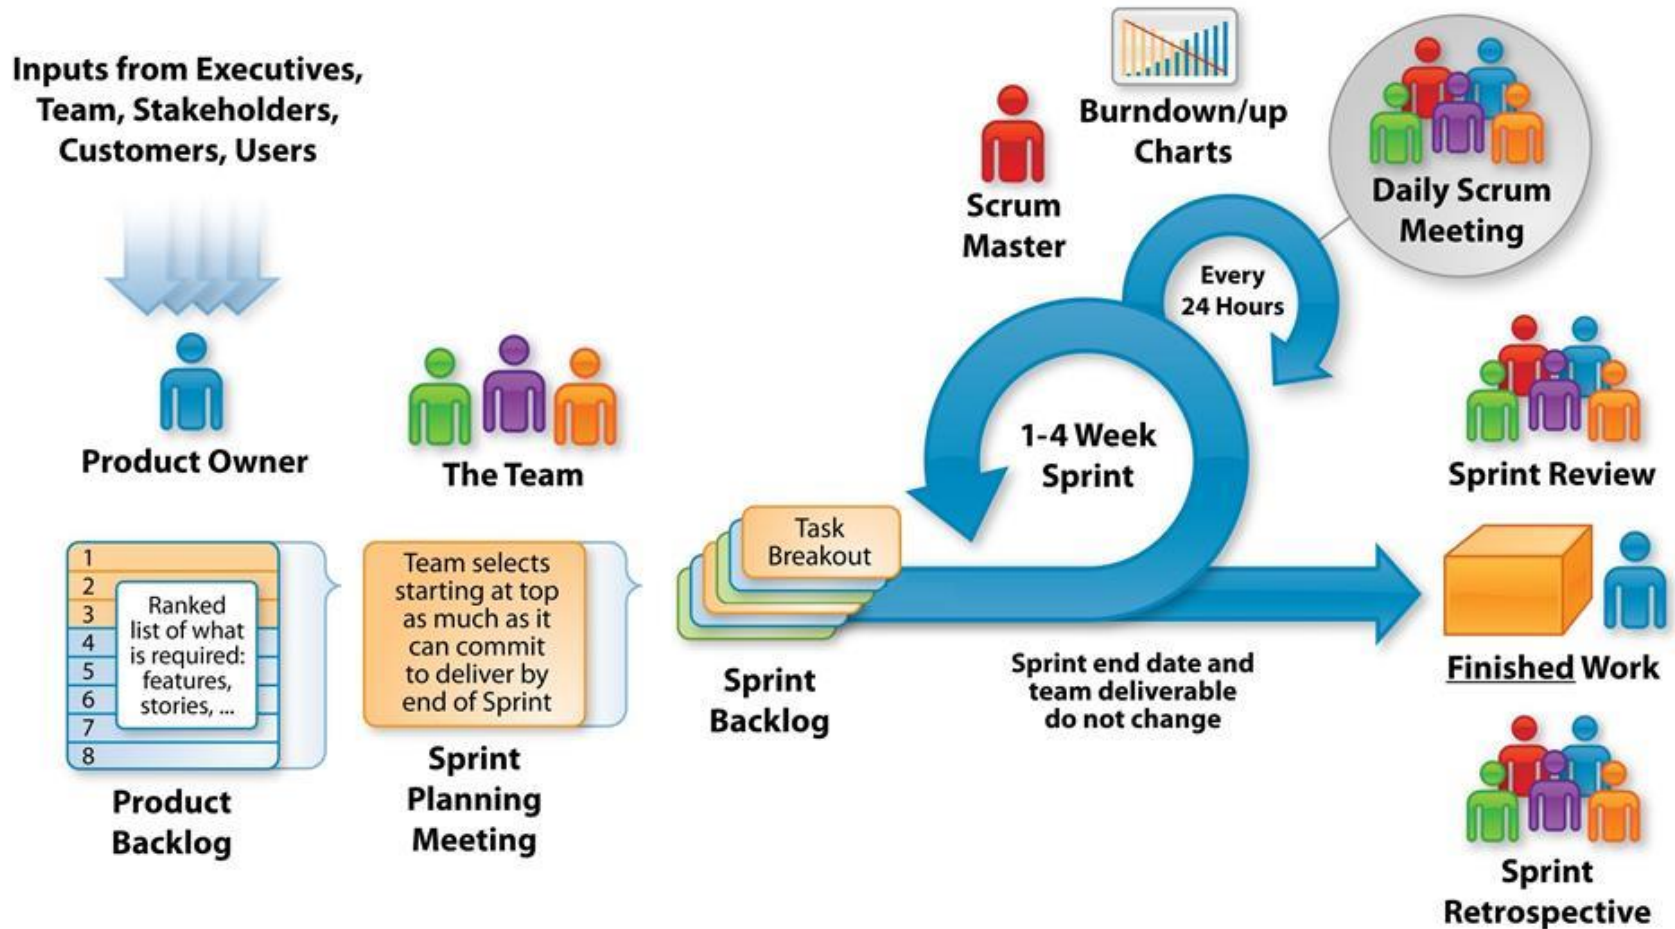 Inputs from Executives,
Team, Stakeholders,
Customers, Users
Product Owner
The Team
1
2
3
4
5
6
7
8
Ranked
list of what
is required:
features,
stories, ...
Product
Backlog
Team selects
starting at top
as much as it
can commit
to deliver by
end of Sprint
Sprint
Planning
Meeting
Task
Breakout
Sprint
Backlog
Scrum
Master
Burndown/up
Charts
Daily Scrum
Meeting
Every
24 Hours
1-4 Week
Sprint
Sprint end date and
team deliverable
do not change
Sprint Review
Finished Work
Sprint
Retrospective